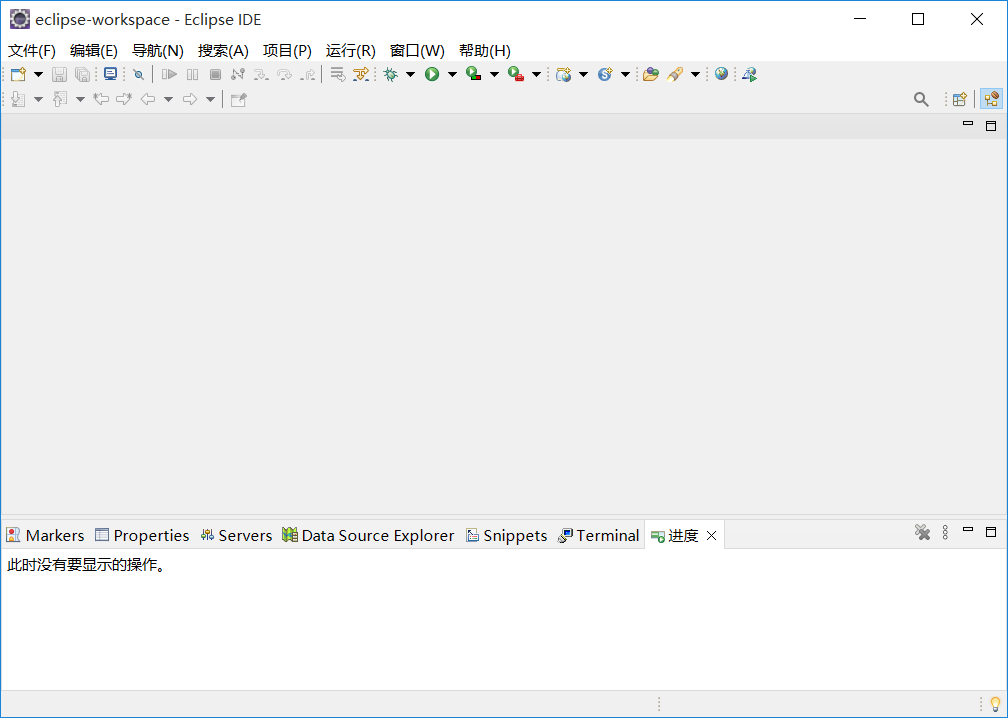 eclipse-workspace - Eclipse IDE
文件(F) 编辑(E) 导航(N) 搜索(A) 项目(P) 运行(R) 窗口(W) 帮助(H)
Markers Properties Servers Data Source Explorer Snippets Terminal 进度
此时没有要显示的操作。